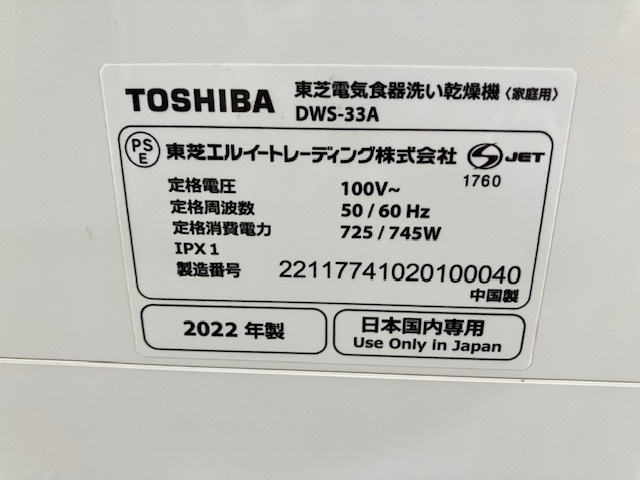 TOSHIBA 東芝電気食器洗い乾燥機〈家庭用〉
DWS-33A
PS E 東芝エルイートレーディング株式会社 S JET
1760
定格電圧 100V~
定格周波数 50 / 60 Hz
定格消費電力 725 / 745W
IPX1
製造番号 22117741020100040
中国製
2022 年製
日本国内専用
Use Only in Japan